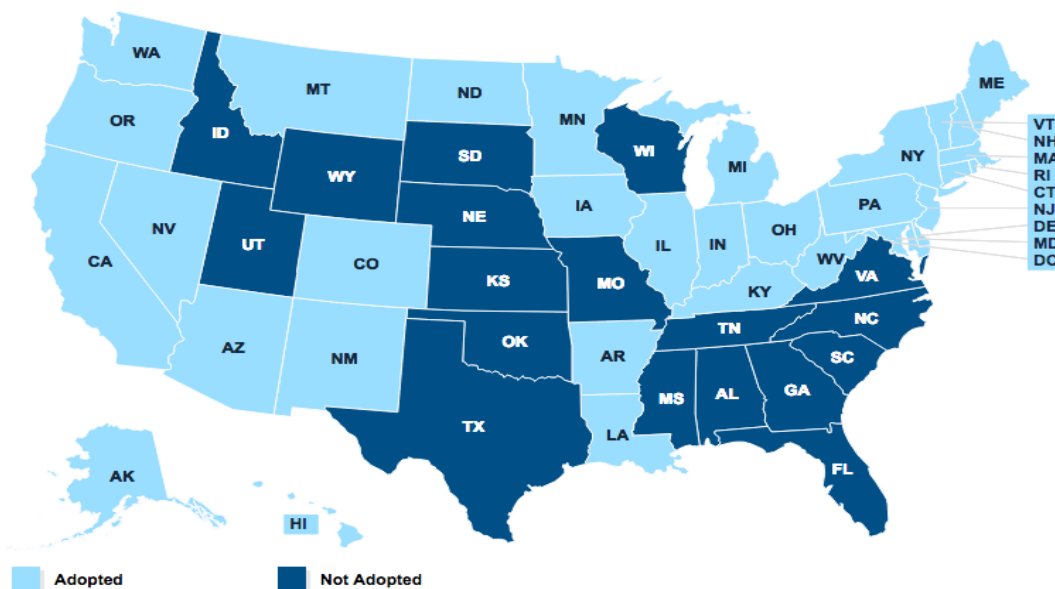 WA
MT
ND
MN
ME
OR
ID
SD
WI
VT
NH
WY
MI
NY
MA
RI
CT
NE
IA
PA
NJ
NV
UT
IL
IN
OH
DE
MD
DC
CA
CO
KS
MO
WV
VA
KY
AZ
NM
OK
AR
TN
NC
SC
TX
MS
AL
GA
LA
FL
AK
HI
Adopted
Not Adopted